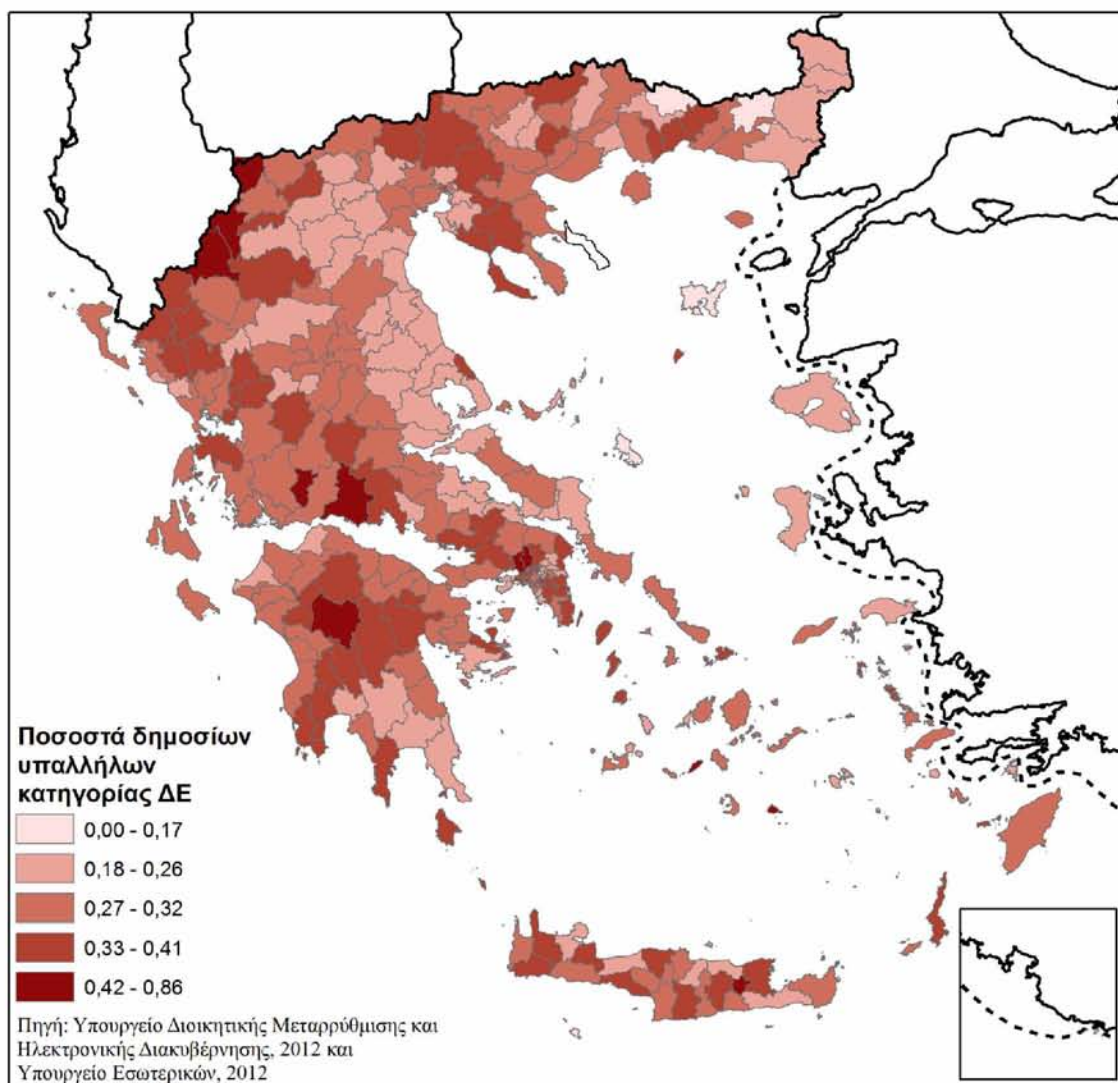 Ποσοστά δημοσίων
υπαλλήλων
κατηγορίας ΔΕ
0,00 - 0,17
0,18 - 0,26
0,27 - 0,32
0,33 - 0,41
0,42 - 0,86
Πηγή: Υπουργείο Διοικητικής Μεταρρύθμισης και
Ηλεκτρονικής Διακυβέρνησης, 2012 και
Υπουργείο Εσωτερικών, 2012